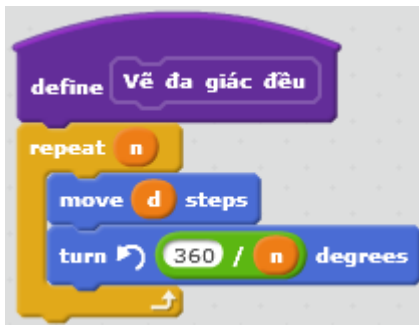 define Vẽ đa giác đều
repeat n
move d steps
turn 360 / n degrees